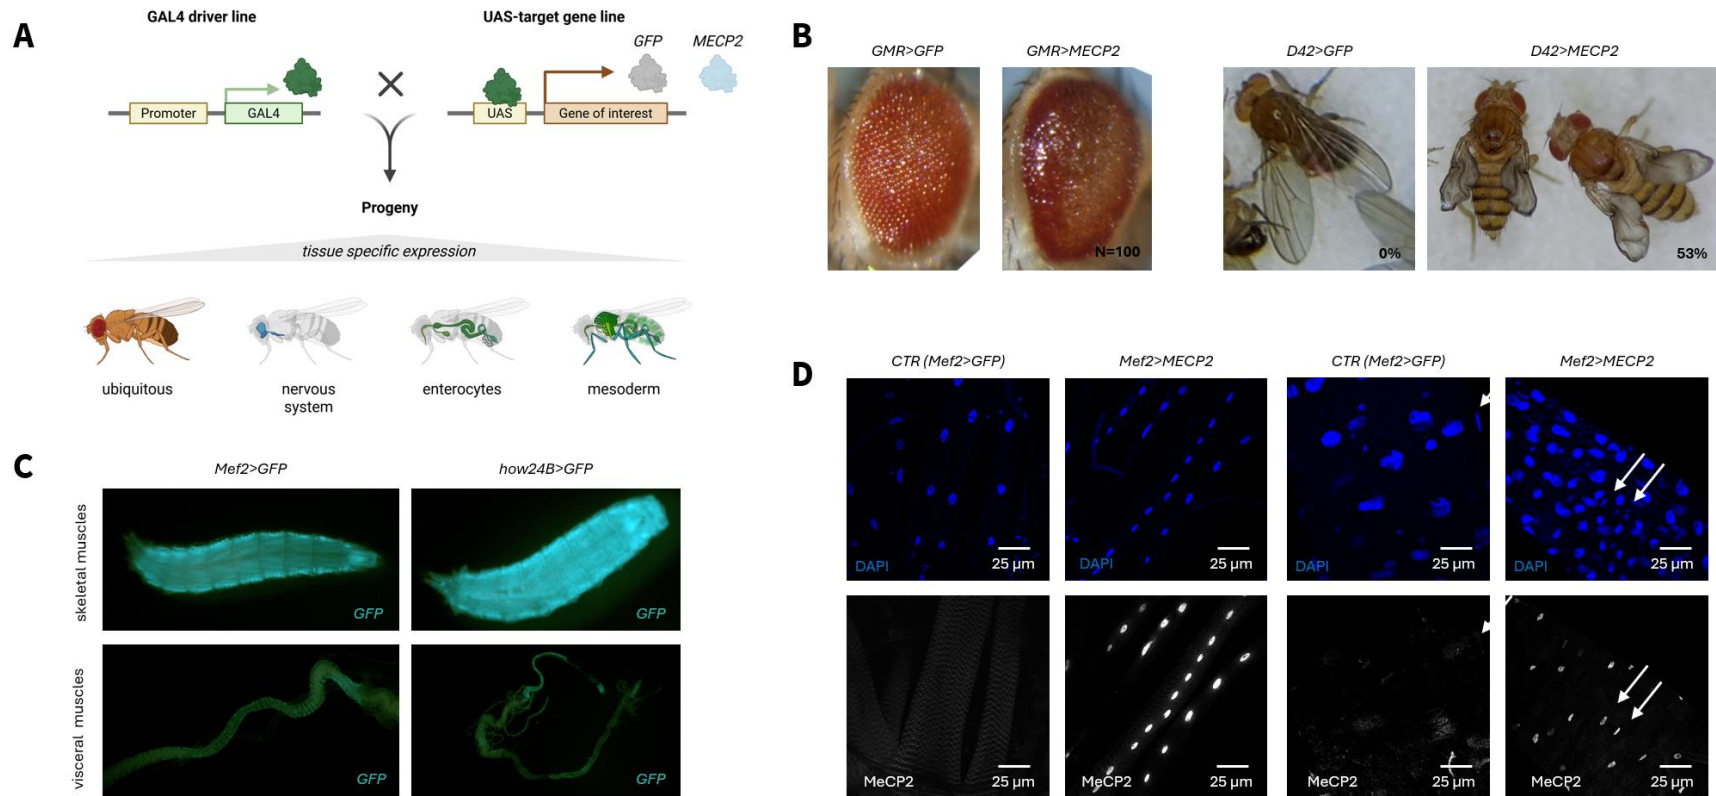 A
GAL4 driver line
UAS-target gene line
GFP
MECP2
Promoter
GAL4
UAS
Gene of interest
Progeny
tissue specific expression
ubiquitous
nervous
system
enterocytes
mesoderm
B
GMR>GFP
GMR>MECP2
N=100
D42>GFP
0%
D42>MECP2
53%
C
Mef2>GFP
how24B>GFP
skeletal muscles
GFP
GFP
visceral muscles
GFP
GFP
D
CTR (Mef2>GFP)
Mef2>MECP2
CTR (Mef2>GFP)
Mef2>MECP2
DAPI
25 µm
DAPI
25 µm
DAPI
25 µm
DAPI
25 µm
MeCP2
25 µm
MeCP2
25 µm
MeCP2
25 µm
MeCP2
25 µm